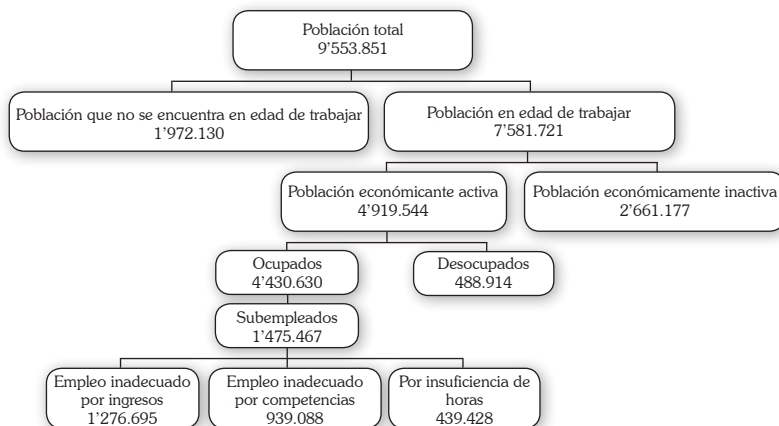 Población total
9’553.851
Población que no se encuentra en edad de trabajar
1’972.130
Población en edad de trabajar
7’581.721
Población económicante activa
4’919.544
Población económicamente inactiva
2’661.177
Ocupados
4’430.630
Desocupados
488.914
Subempleados
1’475.467
Empleo inadecuado
por ingresos
1’276.695
Empleo inadecuado
por competencias
939.088
Por insuficiencia de
horas
439.428